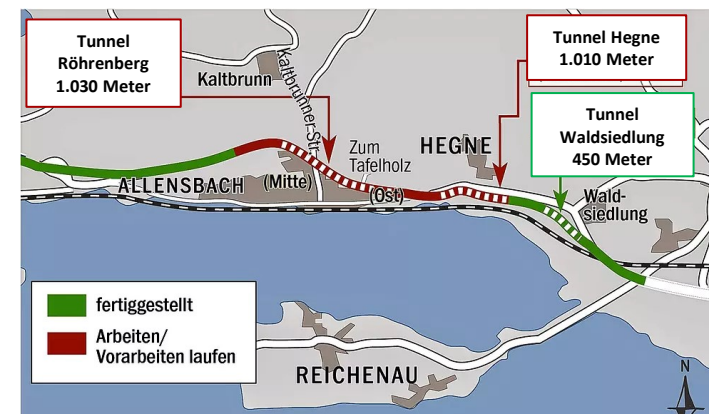 Tunnel
Röhrenberg
1.030 Meter
Tunnel Hegne
1.010 Meter
Tunnel
Waldsiedlung
450 Meter
Kaltbrunn
Kaltbrunner Str.
Zum
Tafelholz
HEGNE
ALLENSBACH
(Mitte)
(Ost)
Wald-
siedlung
fertiggestellt
Arbeiten/
Vorarbeiten laufen
REICHENAU
N